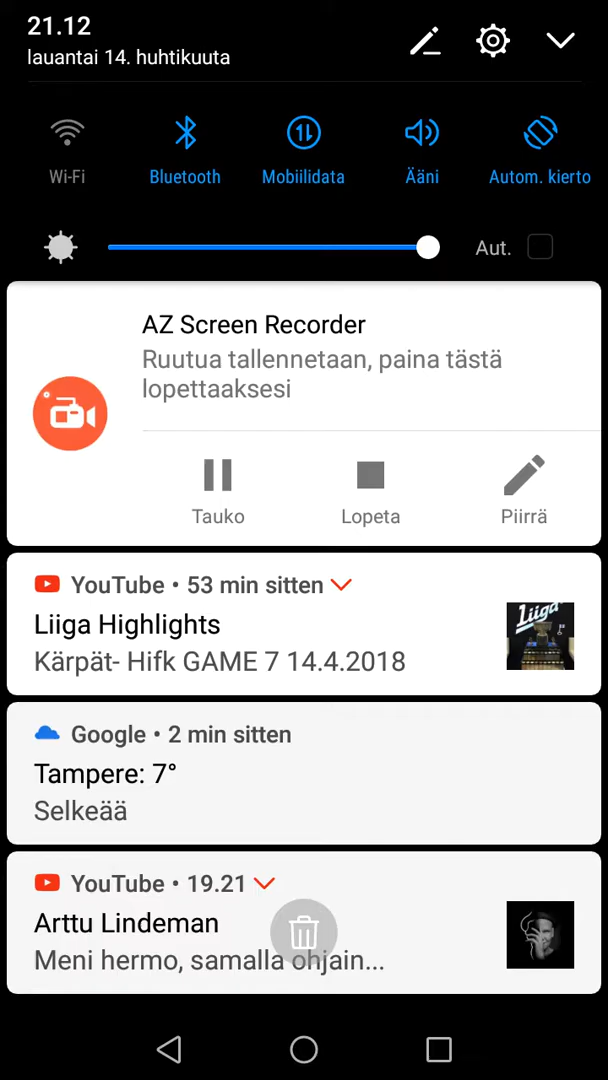 21.12
lauantai 14. huhtikuuta
Wi-Fi
Bluetooth
Mobiilidata
Ääni
Autom. kierto
Aut.
AZ Screen Recorder
Ruutua tallennetaan, paina tästä
lopettaaksesi
Tauko
Lopeta
Piirrä
YouTube • 53 min sitten
Liiga Highlights
Liiga
Kärpät- Hifk GAME 7 14.4.2018
Google • 2 min sitten
Tampere: 7°
Selkeää
YouTube • 19.21
Arttu Lindeman
Meni hermo, samalla ohjain...